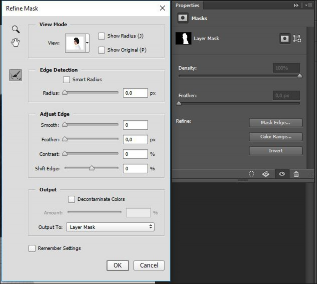 Refine Mask
View Mode
View:
Show Radius (J)
Show Original (P)
Edge Detection
Smart Radius
Radius: 0,0 px
Adjust Edge
Smooth: 0
Feather: 0,0 px
Contrast: 0 %
Shift Edge: 0 %
Output
Decontaminate Colors
Amount: %
Output To: Layer Mask
Remember Settings
OK Cancel
Properties
Masks
Layer Mask
Density: 100%
Feather: 0,0 px
Refine: Mask Edge...
Color Range...
Invert